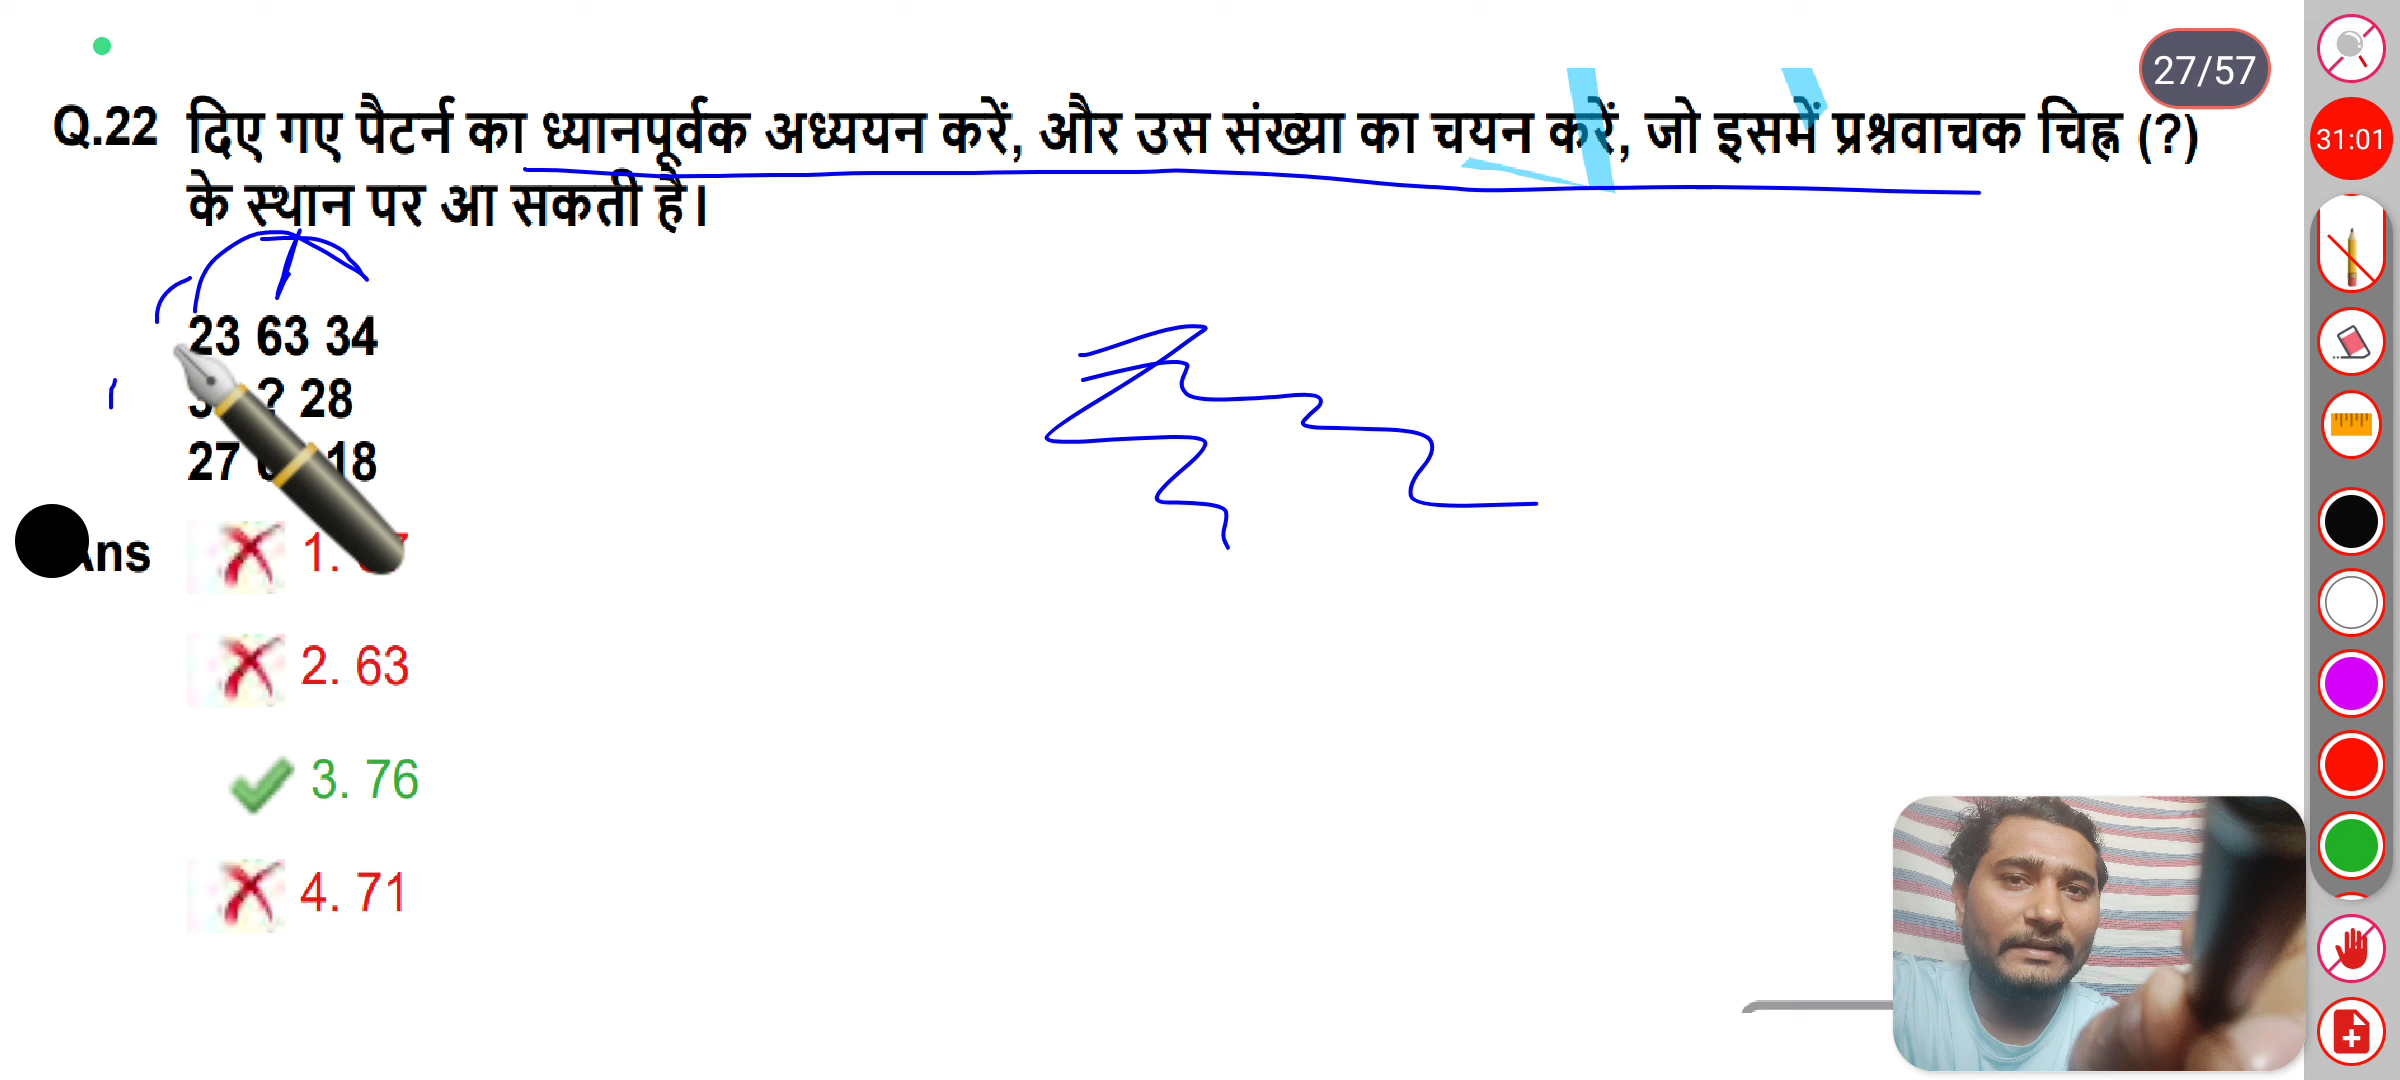 27/57
31:01
Q.22 दिए गए पैटर्न का ध्यानपूर्वक अध्ययन करें, और उस संख्या का चयन करें, जो इसमें प्रश्नवाचक चिह्न (?)
के स्थान पर आ सकती है।
23 63 34
? 28
27 18
Ans 1.
2. 63
3. 76
4. 71